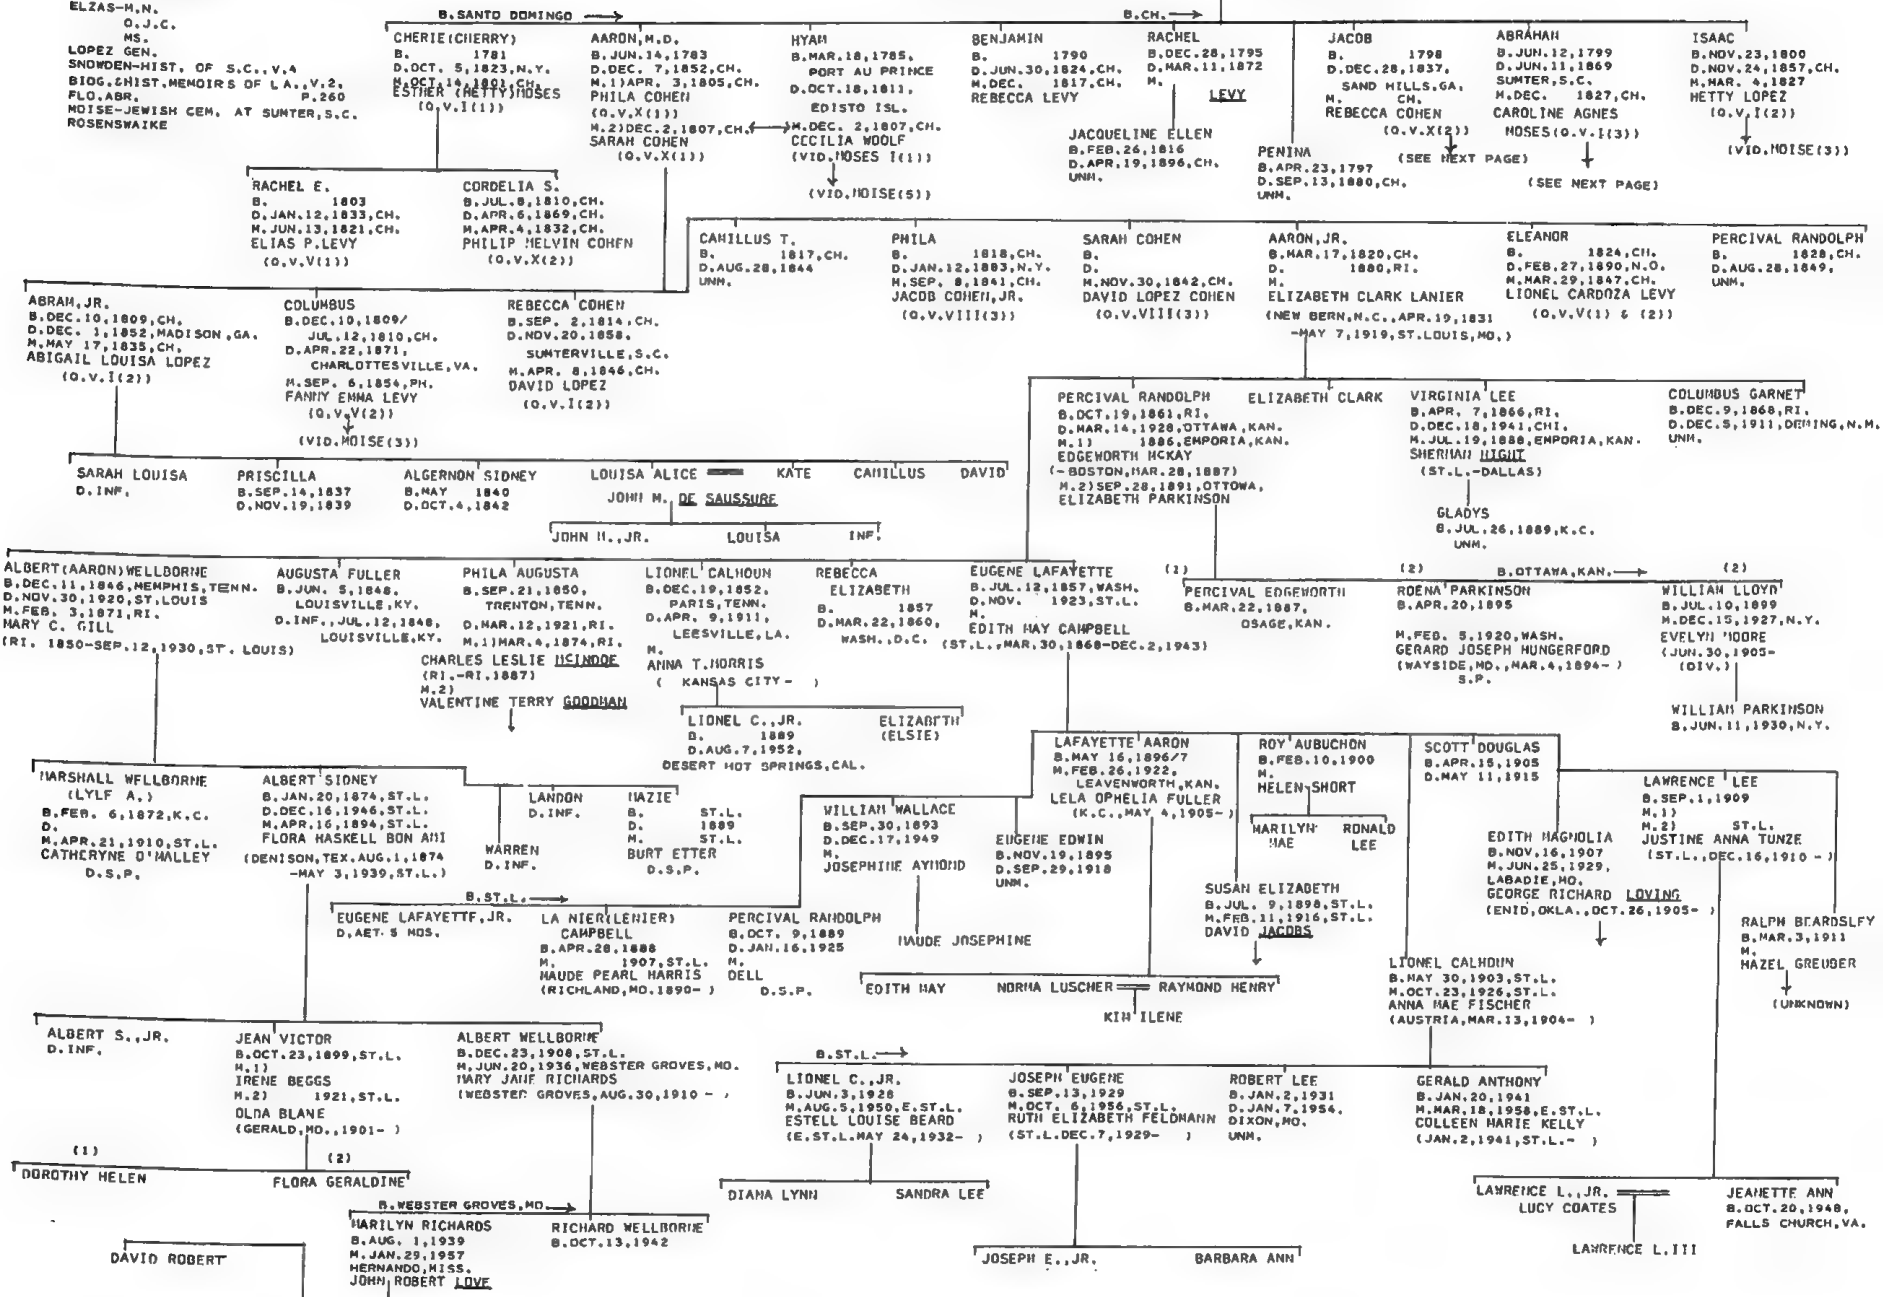 ELZAS-M.N.
O.J.C.
MS.
LOPEZ GEN.
SNOWDEN-HIST. OF S.C.,V.4
BIOG.&HIST.MEMOIRS OF LA.,V.2,
P.260
FLO.ABR.
MOISE-JEWISH CEM. AT SUMTER,S.C.
ROSENSWAIKE
B.SANTO DOMINGO →
B.CH. →
CHERIE(CHERRY)
B. 1781
D.OCT. 5,1823,N.Y.
M.OCT.14,1801,CH.
ESTHER (HETTY)MOSES
(Q.V.I(1))
AARON,M.D.
B.JUN.14,1783
D.DEC. 7,1852,CH.
M.1)APR. 3,1805,CH.
PHILA COHEN
(Q.V.X(1))
M.2)DEC.2,1807,CH.
SARAH COHEN
(Q.V.X(1))
HYAM
B.MAR.18,1785,
PORT AU PRINCE
D.OCT.18,1811,
EDISTO ISL.
M.DEC. 2,1807,CH.
CECILIA WOOLF
(VID.MOSES I(1))
(VID.MOISE(5))
BENJAMIN
B. 1790
D.JUN.30,1824,CH.
M.DEC. 1817,CH.
REBECCA LEVY
RACHEL
B.DEC.28,1795
D.MAR.11,1872
M.
LEVY
JACQUELINE ELLEN
B.FEB.26,1816
D.APR.19,1896,CH.
UNM.
PENINA
B.APR.23,1797
D.SEP.13,1880,CH.
UNM.
JACOB
B. 1798
D.DEC.28,1837,
SAND HILLS,GA.
M. CH.
REBECCA COHEN
(Q.V.X(2))
(SEE NEXT PAGE)
ABRAHAM
B.JUN.12,1799
D.JUN.11,1869
SUMTER,S.C.
M.DEC. 1827,CH.
CAROLINE AGNES
MOSES(Q.V.I(3))
(SEE NEXT PAGE)
ISAAC
B.NOV.23,1800
D.NOV.24,1857,CH.
M.MAR. 4,1827
HETTY LOPEZ
(Q.V.I(2))
(VID.MOISE(3))
RACHEL E.
B. 1803
D.JAN.12,1833,CH.
M.JUN.13,1821,CH.
ELIAS P.LEVY
(Q.V.V(1))
CORDELIA S.
B.JUL.8,1810,CH.
D.APR.6,1869,CH.
M.APR.4,1832,CH.
PHILIP MELVIN COHEN
(Q.V.X(2))
CAMILLUS T.
B. 1817,CH.
D.AUG.28,1844
UNM.
PHILA
B. 1818,CH.
D.JAN.12,1883,N.Y.
M.SEP. 8,1841,CH.
JACOB COHEN,JR.
(Q.V.VIII(3))
SARAH COHEN
B.
D.
M.NOV.30,1842,CH.
DAVID LOPEZ COHEN
(Q.V.VIII(3))
AARON,JR.
B.MAR.17,1820,CH.
D. 1880,RI.
M.
ELIZABETH CLARK LANIER
(NEW BERN,N.C.,APR.19,1831
-MAY 7,1919,ST.LOUIS,MO.)
ELEANOR
B. 1824,CH.
D.FEB.27,1890,N.O.
M.MAR.29,1847,CH.
LIONEL CARDOZA LEVY
(Q.V.V(1) & (2))
PERCIVAL RANDOLPH
B. 1828,CH.
D.AUG.28,1849,
UNM.
ABRAM,JR.
B.DEC.10,1809,CH.
D.DEC. 1,1852,MADISON,GA.
M.MAY 17,1835,CH.
ABIGAIL LOUISA LOPEZ
(Q.V.I(2))
COLUMBUS
B.DEC.10,1809/
JUL.12,1810,CH.
D.APR.22,1871,
CHARLOTTESVILLE,VA.
M.SEP. 6,1854,PH.
FANNY EMMA LEVY
(Q.V.V(2))
(VID.MOISE(3))
REBECCA COHEN
B.SEP. 2,1814,CH.
D.NOV.20,1858,
SUMTERVILLE,S.C.
M.APR. 8,1846,CH.
DAVID LOPEZ
(Q.V.I(2))
PERCIVAL RANDOLPH
B.OCT.19,1861,RI.
D.MAR.14,1928,OTTAWA,KAN.
M.1) 1886,EMPORIA,KAN.
EDGEWORTH MCKAY
(-BOSTON,MAR.28,1887)
M.2)SEP.28,1891,OTTOWA,
ELIZABETH PARKINSON
ELIZABETH CLARK
VIRGINIA LEE
B.APR. 7,1866,RI.
D.DEC.18,1941,CHI.
M.JUL.19,1888,EMPORIA,KAN.
SHERMAN HIGHT
(ST.L.-DALLAS)
GLADYS
B.JUL.26,1889,K.C.
UNM.
COLUMBUS GARNET
B.DEC.9,1868,RI.
D.DEC.5,1911,DEMING,N.M.
UNM.
SARAH LOUISA
D.INF.
PRISCILLA
B.SEP.14,1837
D.NOV.19,1839
ALGERNON SIDNEY
B.MAY 1840
D.OCT.4,1842
LOUISA ALICE
JOHN M. DE SAUSSURE
KATE
CAMILLUS
DAVID
JOHN M.,JR.
LOUISA
INF.
ALBERT(AARON)WELLBORNE
B.DEC.11,1846,MEMPHIS,TENN.
D.NOV.30,1920,ST.LOUIS
M.FEB. 3,1871,RI.
MARY C. GILL
(RI. 1850-SEP.12,1930,ST. LOUIS)
AUGUSTA FULLER
B.JUN. 5,1848,
LOUISVILLE,KY.
D.INF.,JUL.12,1848,
LOUISVILLE,KY.
PHILA AUGUSTA
B.SEP.21,1850,
TRENTON,TENN.
D.MAR.12,1921,RI.
M.1)MAR.4,1874,RI.
CHARLES LESLIE MCINDOE
(RI.-RI.1887)
M.2)
VALENTINE TERRY GOODMAN
LIONEL CALHOUN
B.DEC.19,1852,
PARIS,TENN.
D.APR. 9,1911,
LEESVILLE,LA.
M.
ANNA T.MORRIS
( KANSAS CITY- )
REBECCA
ELIZABETH
B. 1857
D.MAR.22,1860,
WASH.,D.C.
EUGENE LAFAYETTE
B.JUL.12,1857,WASH.
D.NOV. 1923,ST.L.
M.
EDITH MAY CAMPBELL
(ST.L.,MAR.30,1868-DEC.2,1943)
(1)
(2)
B.OTTAWA,KAN. →
(2)
PERCIVAL EDGEWORTH
B.MAR.22,1887,
OSAGE,KAN.
ROENA PARKINSON
B.APR.20,1895
M.FEB. 5,1920,WASH.
GERARD JOSEPH HUNGERFORD
(WAYSIDE,MD.,MAR.4,1894- )
S.P.
WILLIAM LLOYD
B.JUL.10,1899
M.DEC.15,1927,N.Y.
EVELYN MOORE
(JUN.30,1905-
(DIV.)
WILLIAM PARKINSON
B.JUN.11,1930,N.Y.
LIONEL C.,JR.
B. 1889
D.AUG.7,1952,
DESERT HOT SPRINGS,CAL.
ELIZABETH
(ELSIE)
MARSHALL WELLBORNE
(LYLF A.)
B.FEB. 6,1872,K.C.
D.
M.APR.21,1910,ST.L.
CATHERYNE O'MALLEY
D.S.P.
ALBERT SIDNEY
B.JAN.20,1874,ST.L.
D.DEC.16,1946,ST.L.
M.APR.16,1894,ST.L.
FLORA HASKELL BON AMI
(DENISON,TEX.AUG.1,1874
-MAY 3,1939,ST.L.)
WARREN
D.INF.
LANDON
D.INF.
MAZIE
B. ST.L.
D. 1889
M. ST.L.
BURT ETTER
D.S.P.
WILLIAM WALLACE
B.SEP.30,1893
D.DEC.17,1949
M.
JOSEPHINE AYMOND
MAUDE JOSEPHINE
EUGENE EDWIN
B.NOV.19,1895
D.SEP.29,1918
UNM.
LAFAYETTE AARON
B.MAY 16,1896/7
M.FEB.26,1922,
LEAVENWORTH,KAN.
LELA OPHELIA FULLER
(K.C.,MAY 4,1905-)
ROY AUBUCHON
B.FEB.10,1900
M.
HELEN SHORT
MARILYN
MAE
RONALD
LEE
SCOTT DOUGLAS
B.APR.15,1905
D.MAY 11,1915
LAWRENCE LEE
B.SEP.1,1909
M.1)
M.2) ST.L.
JUSTINE ANNA TUNZE
(ST.L.,DEC.16,1910 - )
EDITH MAGNOLIA
B.NOV.16,1907
M.JUN.25,1929,
LABADIE,MO.
GEORGE RICHARD LOVING
(ENID,OKLA.,OCT.26,1905- )
SUSAN ELIZABETH
B.JUL. 9,1898,ST.L.
M.FEB.11,1916,ST.L.
DAVID JACOBS
RALPH BEARDSLEY
B.MAR.3,1911
M.
HAZEL GREUBER
(UNKNOWN)
B.ST.L. →
EUGENE LAFAYETTE,JR.
D.AET.5 MOS.
LA NIER(LENIER)
CAMPBELL
B.APR.28,1888
M. 1907,ST.L.
MAUDE PEARL HARRIS
(RICHLAND,MO.1890- )
PERCIVAL RANDOLPH
B.OCT. 9,1889
D.JAN.16,1925
M.
DELL
D.S.P.
EDITH MAY
NORMA LUSCHER
RAYMOND HENRY
KIM ILENE
LIONEL CALHOUN
B.MAY 30,1903,ST.L.
M.OCT.23,1926,ST.L.
ANNA MAE FISCHER
(AUSTRIA,MAR.13,1904- )
ALBERT S.,JR.
D.INF.
JEAN VICTOR
B.OCT.23,1899,ST.L.
M.1)
IRENE BEGGS
M.2) 1921,ST.L.
OLDA BLANE
(GERALD,MO.,1901- )
ALBERT WELLBORNE
B.DEC.23,1908,ST.L.
M.JUN.20,1936,WEBSTER GROVES,MO.
MARY JANE RICHARDS
(WEBSTER GROVES,AUG.30,1910 - )
B.ST.L. →
LIONEL C.,JR.
B.JUN.3,1928
M.AUG.5,1950,E.ST.L.
ESTELL LOUISE BEARD
(E.ST.L.MAY 24,1932- )
JOSEPH EUGENE
B.SEP.13,1929
M.OCT. 6,1956,ST.L.
RUTH ELIZABETH FELDMANN
(ST.L.DEC.7,1929- )
ROBERT LEE
B.JAN.2,1931
D.JAN.7,1954,
DIXON,MO.
UNM.
GERALD ANTHONY
B.JAN.20,1941
M.MAR.18,1958,E.ST.L.
COLLEEN MARIE KELLY
(JAN.2,1941,ST.L.- )
(1)
DOROTHY HELEN
(2)
FLORA GERALDINE
DIANA LYNN
SANDRA LEE
LAWRENCE L.,JR.
LUCY COATES
JEANETTE ANN
B.OCT.20,1948,
FALLS CHURCH,VA.
B.WEBSTER GROVES,MO. →
MARILYN RICHARDS
B.AUG. 1,1939
M.JAN.29,1957
HERNANDO,MISS.
JOHN ROBERT LOVE
RICHARD WELLBORNE
B.OCT.13,1942
DAVID ROBERT
JOSEPH E.,JR.
BARBARA ANN
LAWRENCE L.III